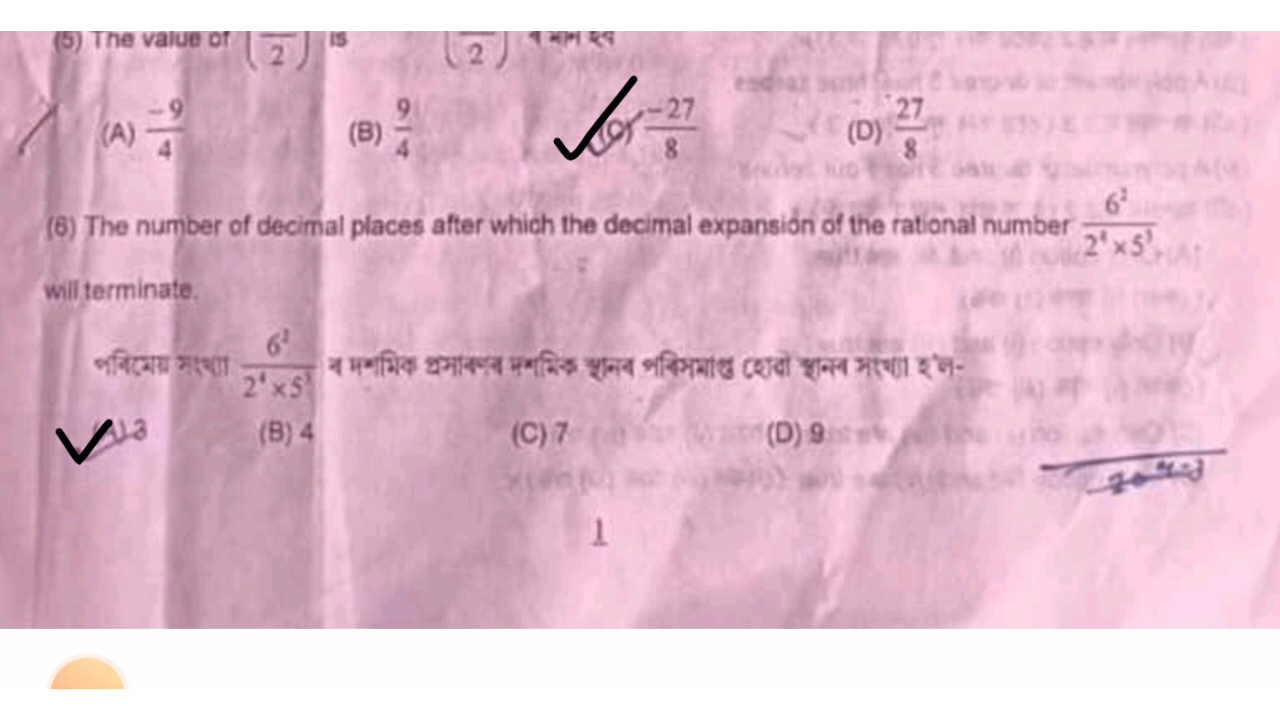 (5) The value of ( /2) is ( /2) ৰ মান হ'ব
(A) -9/4 (B) 9/4 (C) -27/8 (D) 27/8
(6) The number of decimal places after which the decimal expansion of the rational number 6²/2⁴×5³
will terminate.
পৰিমেয় সংখ্যা 6²/2⁴×5³ ৰ দশমিক প্ৰসাৰণৰ দশমিক স্থানৰ পৰিসমাপ্ত হোৱা স্থানৰ সংখ্যা হ'ল-
(A) 3 (B) 4 (C) 7 (D) 9
1